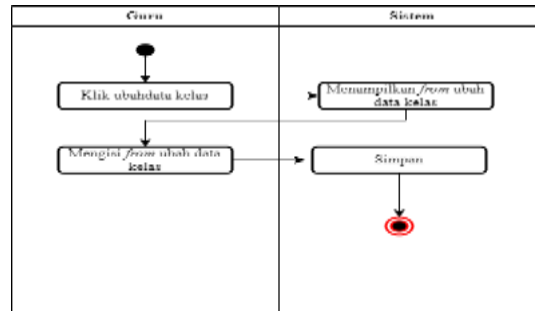 Guru
Sistem
Klik ubahdata kelas
Menampilkan from ubah
data kelas
Mengisi from ubah data
kelas
Simpan